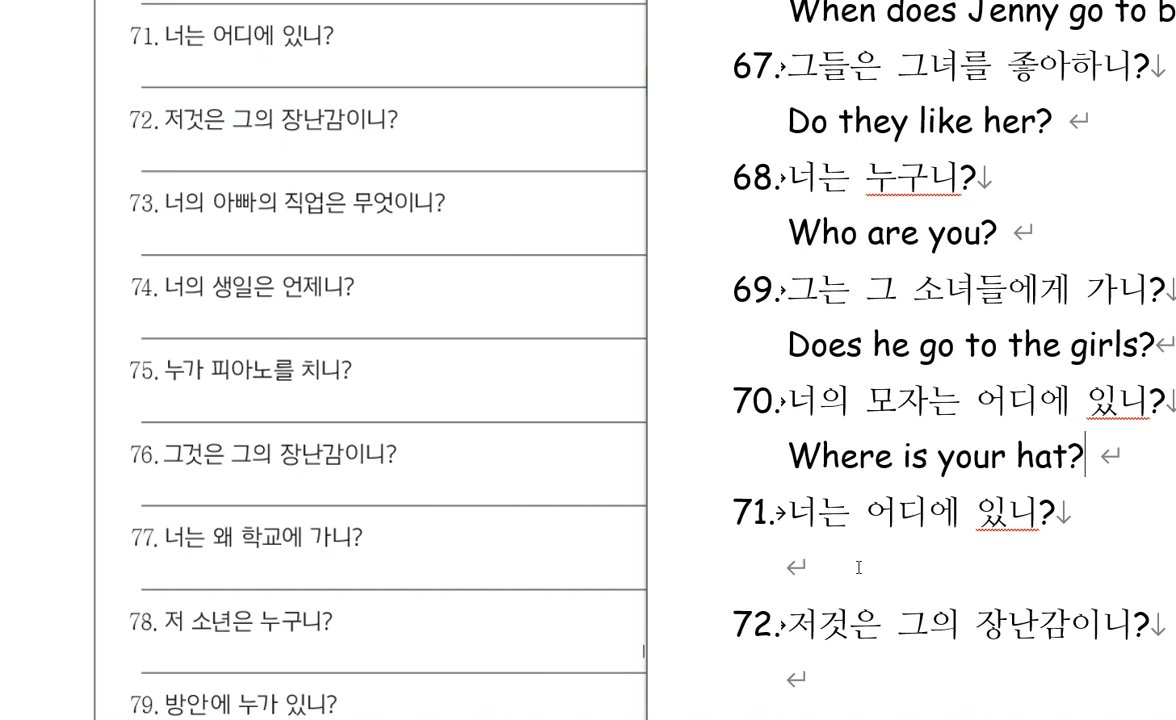 71. 너는 어디에 있니?
72. 저것은 그의 장난감이니?
73. 너의 아빠의 직업은 무엇이니?
74. 너의 생일은 언제니?
75. 누가 피아노를 치니?
76. 그것은 그의 장난감이니?
77. 너는 왜 학교에 가니?
78. 저 소년은 누구니?
79. 방안에 누가 있니?
When does Jenny go to b
67. 그들은 그녀를 좋아하니?
Do they like her?
68. 너는 누구니?
Who are you?
69. 그는 그 소녀들에게 가니?
Does he go to the girls?
70. 너의 모자는 어디에 있니?
Where is your hat?
71. 너는 어디에 있니?
72. 저것은 그의 장난감이니?